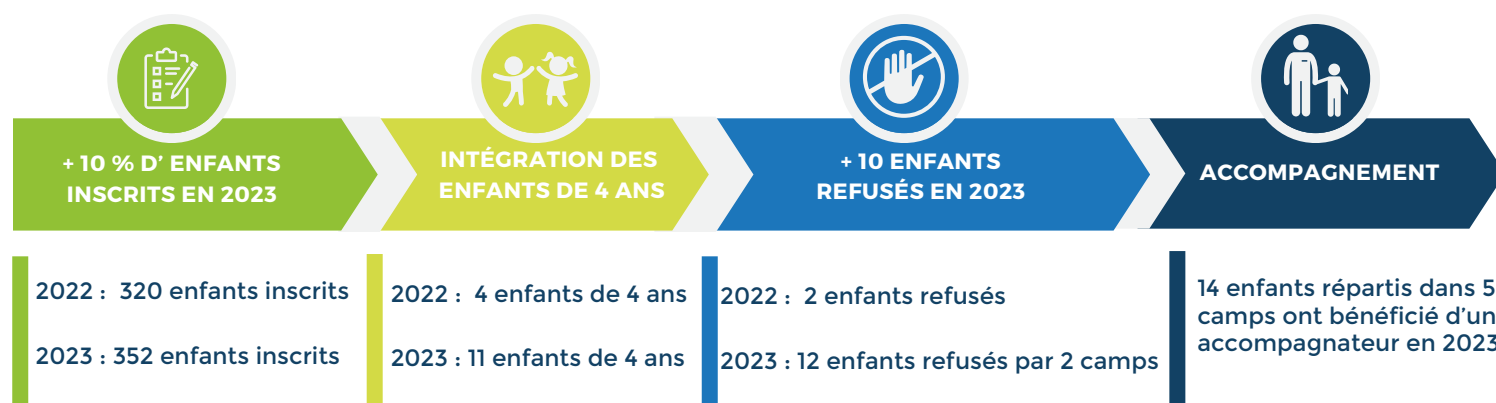 + 10 % D' ENFANTS
INSCRITS EN 2023
INTÉGRATION DES
ENFANTS DE 4 ANS
+ 10 ENFANTS
REFUSÉS EN 2023
ACCOMPAGNEMENT
2022 : 320 enfants inscrits
2023 : 352 enfants inscrits
2022 : 4 enfants de 4 ans
2023 : 11 enfants de 4 ans
2022 : 2 enfants refusés
2023 : 12 enfants refusés par 2 camps
14 enfants répartis dans 5
camps ont bénéficié d'un
accompagnateur en 2023